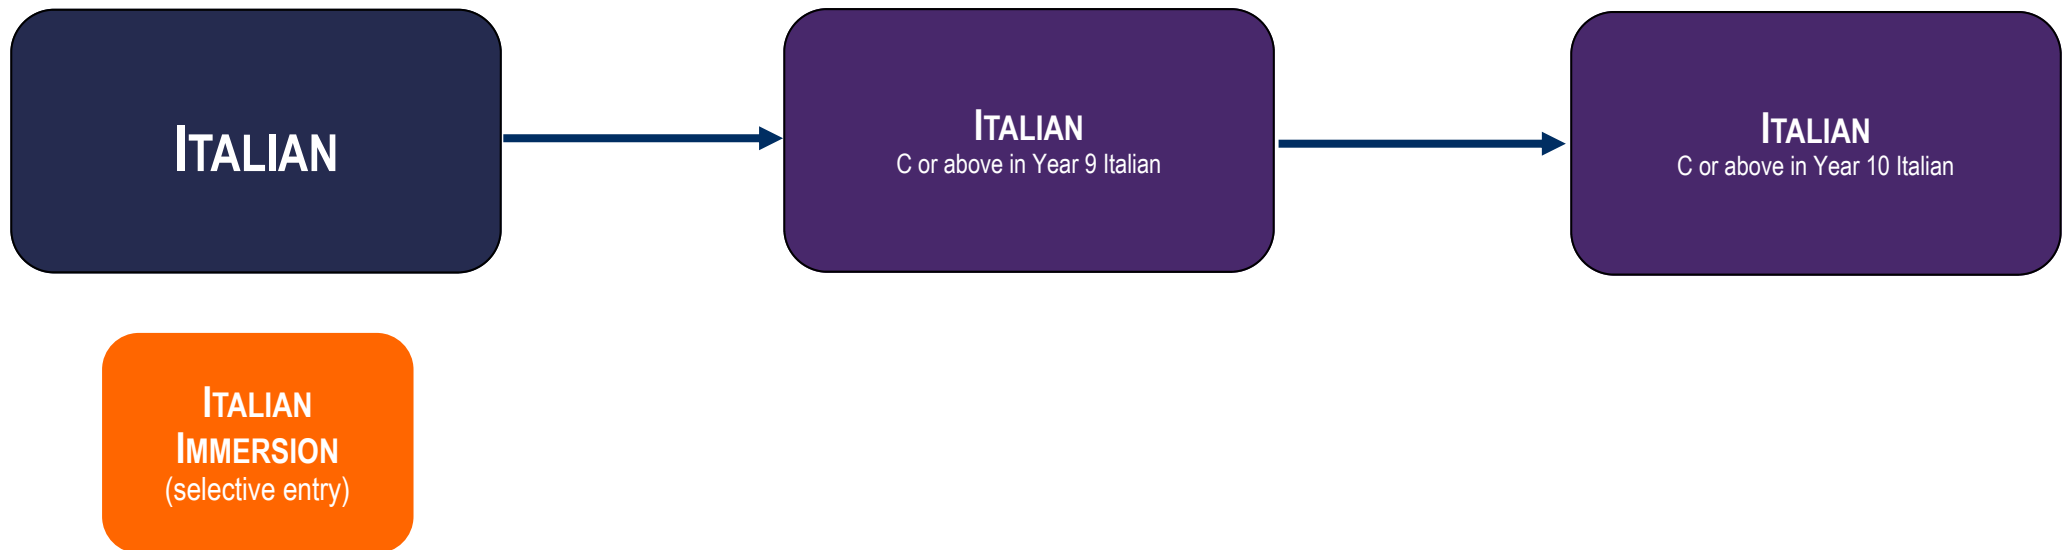 ITALIAN
ITALIAN
C or above in Year 9 Italian
ITALIAN
C or above in Year 10 Italian
ITALIAN
IMMERSION
(selective entry)